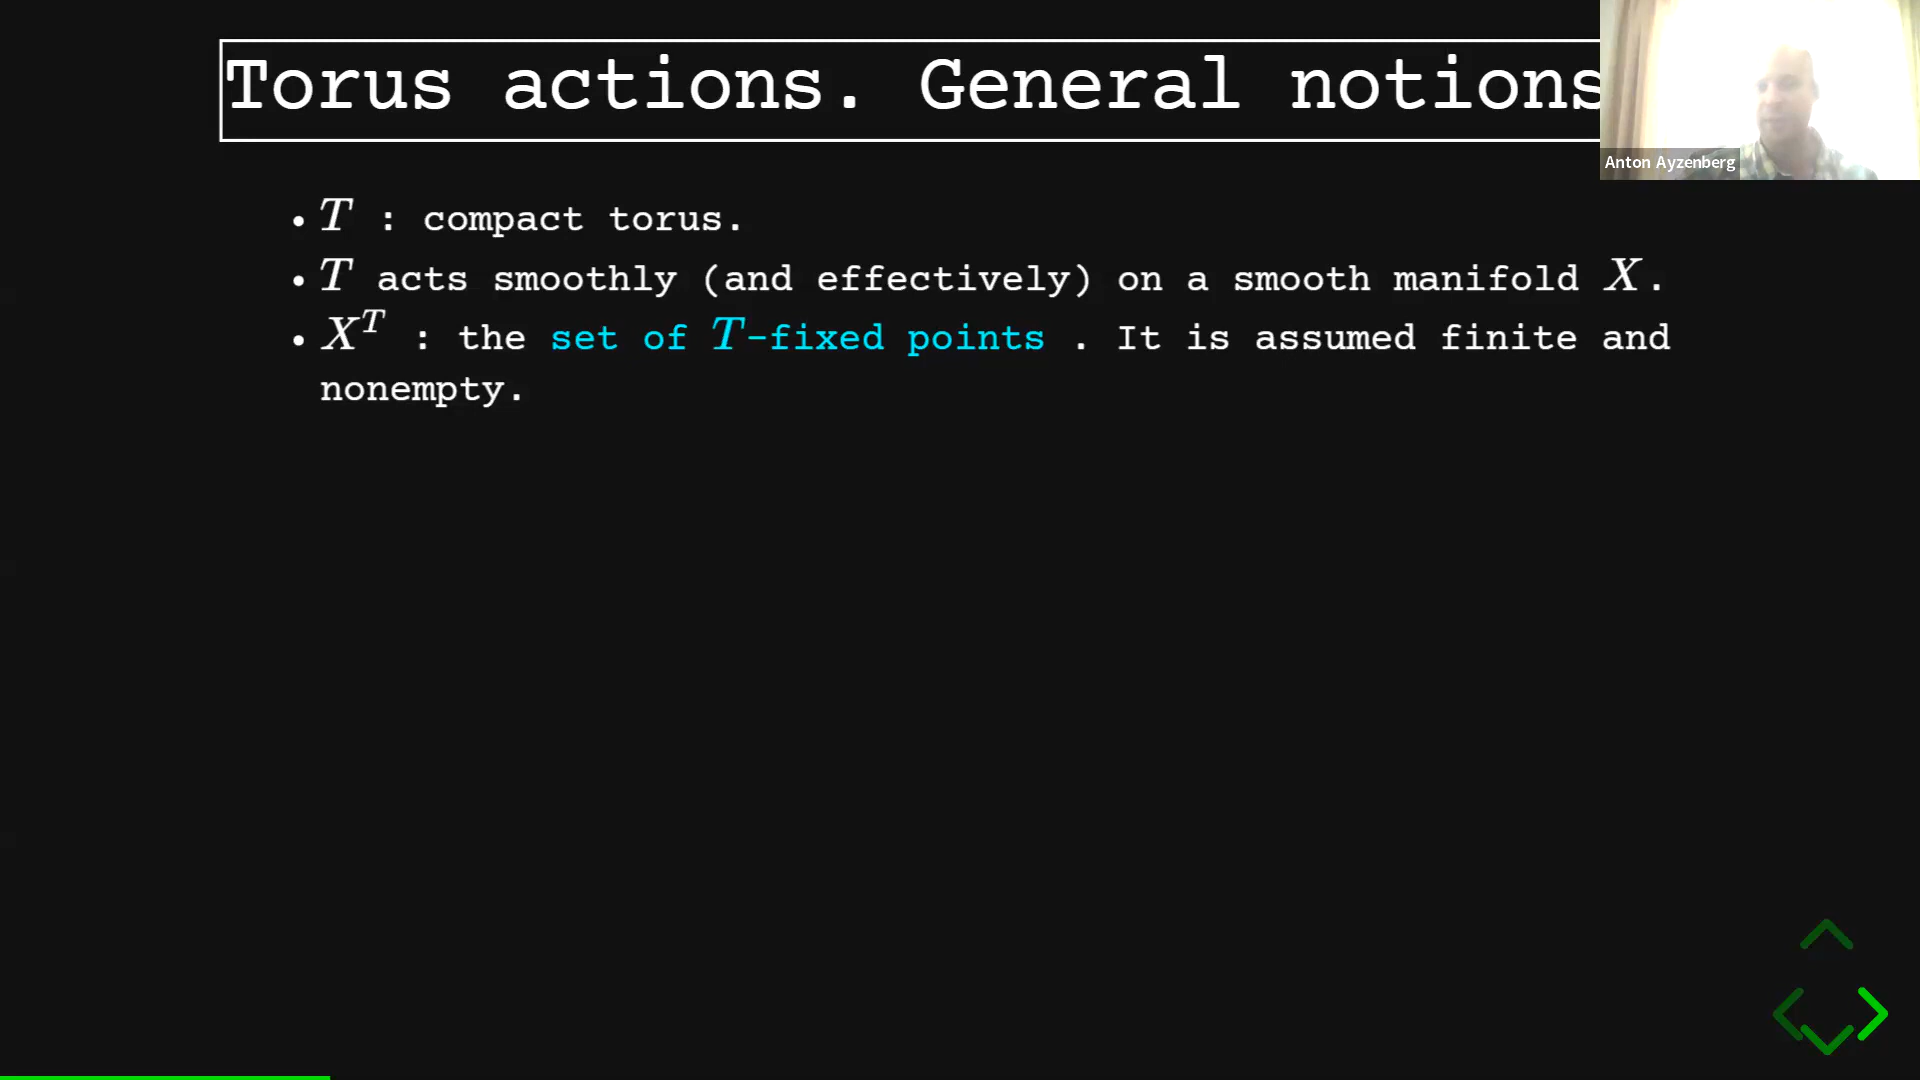 Torus actions. General notions
Anton Ayzenberg
• T : compact torus.
• T acts smoothly (and effectively) on a smooth manifold X.
• X^T : the set of T-fixed points . It is assumed finite and
nonempty.